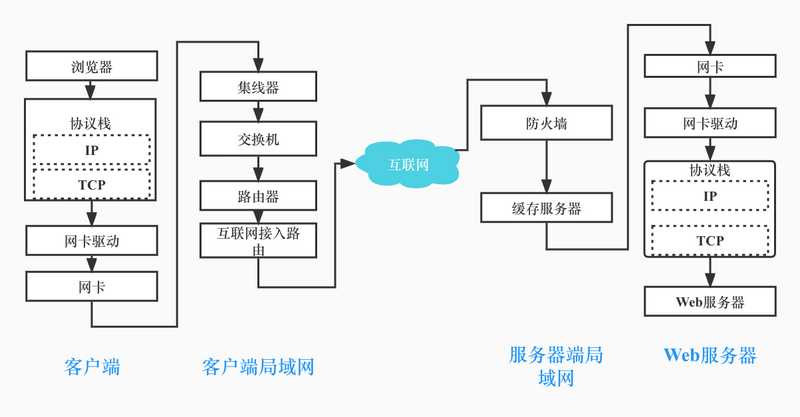 浏览器
协议栈
IP
TCP
网卡驱动
网卡
客户端
集线器
交换机
路由器
互联网接入路
由
客户端局域网
互联网
防火墙
缓存服务器
服务器端局
域网
网卡
网卡驱动
协议栈
IP
TCP
Web服务器
Web服务器